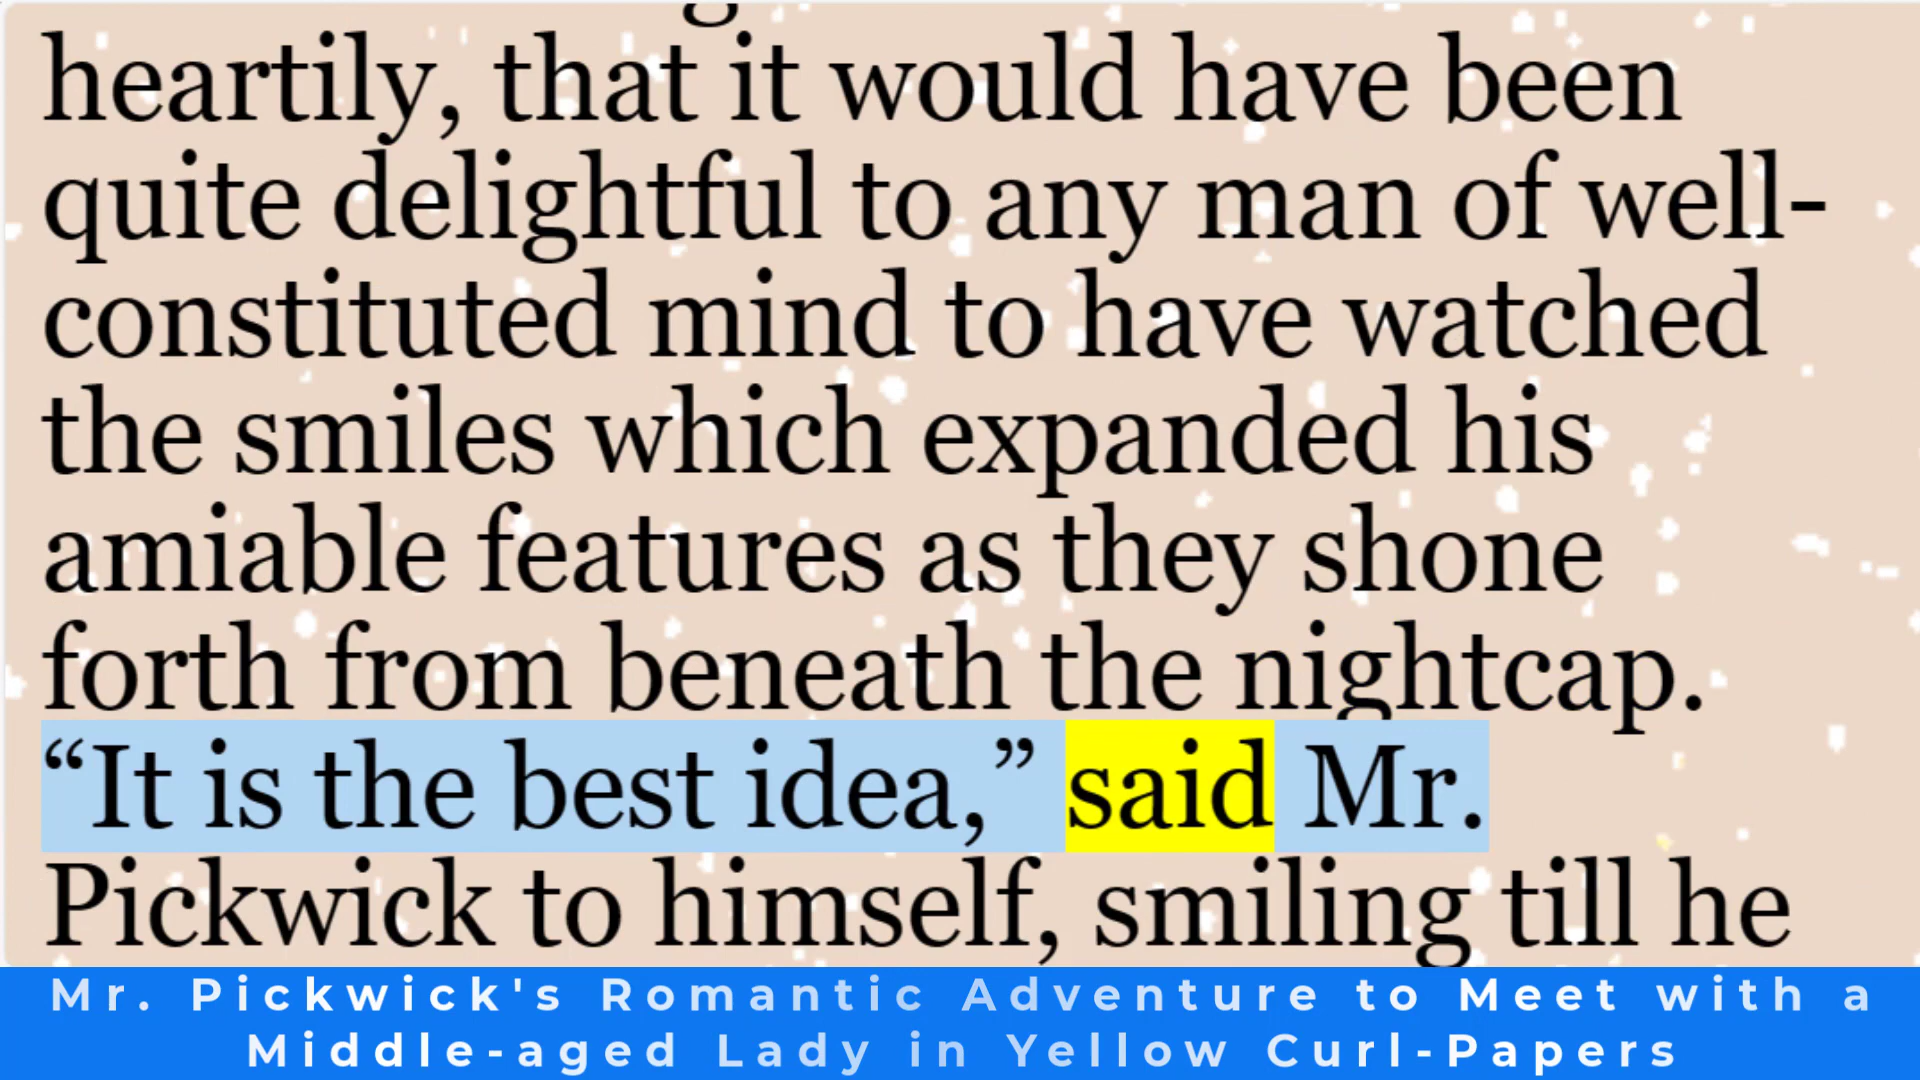 heartily, that it would have been
quite delightful to any man of well-
constituted mind to have watched
the smiles which expanded his
amiable features as they shone
forth from beneath the nightcap.
“It is the best idea,” said Mr.
Pickwick to himself, smiling till he
Mr. Pickwick's Romantic Adventure to Meet with a
Middle-aged Lady in Yellow Curl-Papers